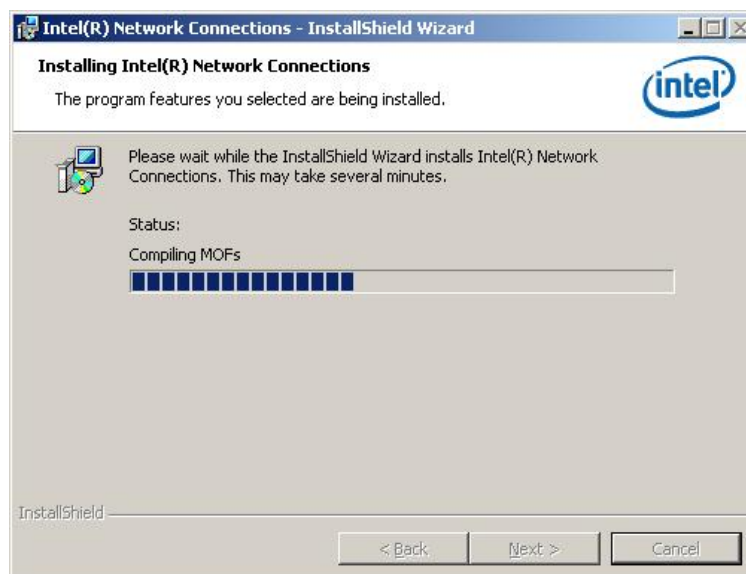 Intel(R) Network Connections - InstallShield Wizard
Installing Intel(R) Network Connections
The program features you selected are being installed.
intel
Please wait while the InstallShield Wizard installs Intel(R) Network
Connections. This may take several minutes.
Status:
Compiling MOFs
InstallShield
< Back
Next >
Cancel